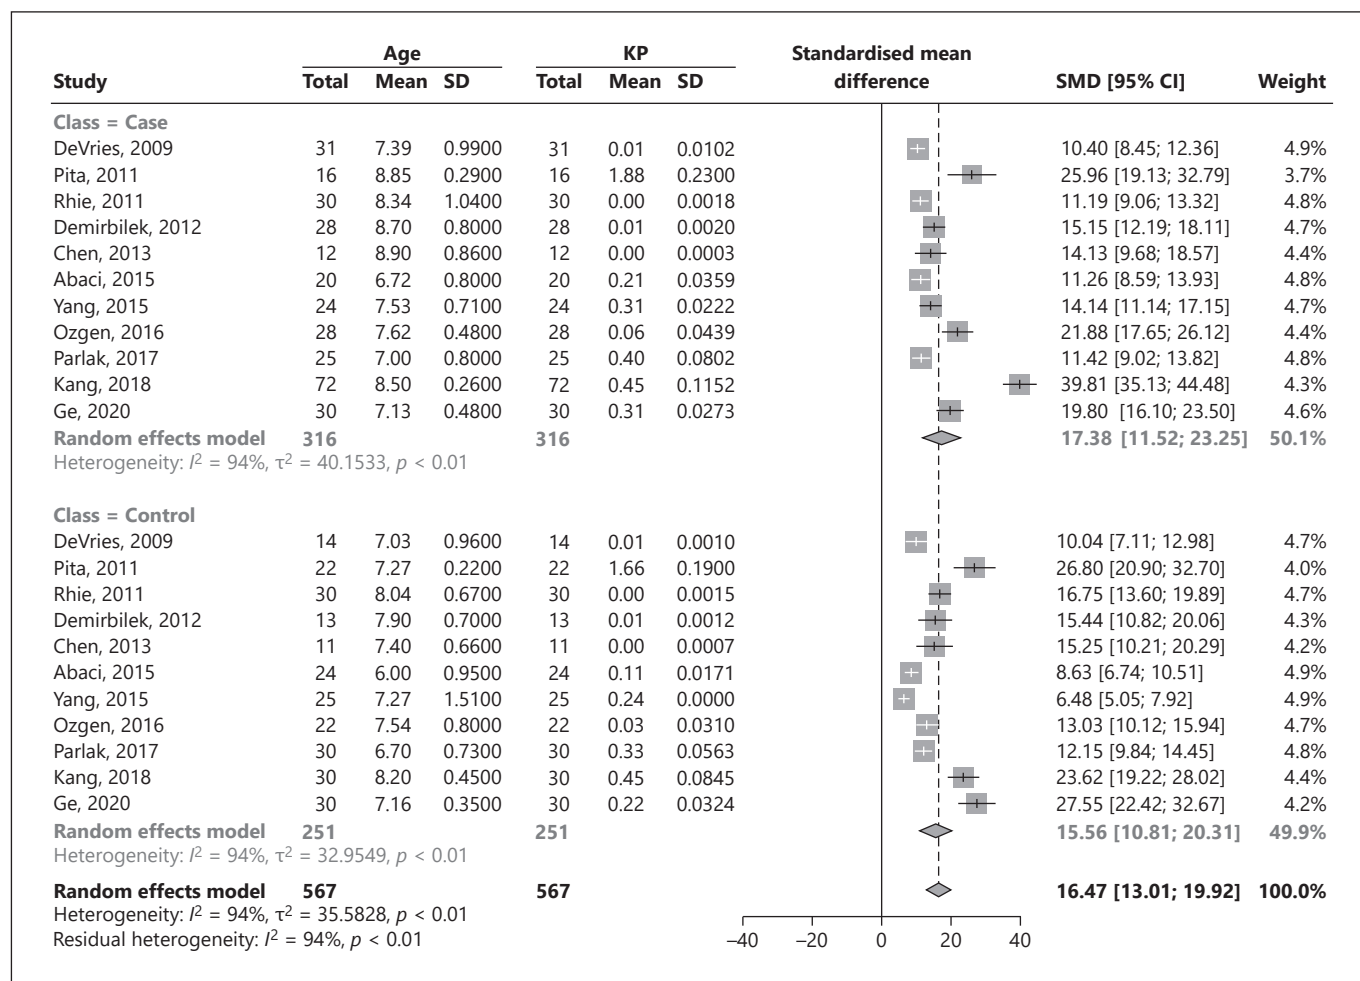 Age KP Standardised mean
Study Total Mean SD Total Mean SD difference SMD [95% CI] Weight
Class = Case
DeVries, 2009 31 7.39 0.9900 31 0.01 0.0102 10.40 [8.45; 12.36] 4.9%
Pita, 2011 16 8.85 0.2900 16 1.88 0.2300 25.96 [19.13; 32.79] 3.7%
Rhie, 2011 30 8.34 1.0400 30 0.00 0.0018 11.19 [9.06; 13.32] 4.8%
Demirbilek, 2012 28 8.70 0.8000 28 0.01 0.0020 15.15 [12.19; 18.11] 4.7%
Chen, 2013 12 8.90 0.8600 12 0.00 0.0003 14.13 [9.68; 18.57] 4.4%
Abaci, 2015 20 6.72 0.8000 20 0.21 0.0359 11.26 [8.59; 13.93] 4.8%
Yang, 2015 24 7.53 0.7100 24 0.31 0.0222 14.14 [11.14; 17.15] 4.7%
Ozgen, 2016 28 7.62 0.4800 28 0.06 0.0439 21.88 [17.65; 26.12] 4.4%
Parlak, 2017 25 7.00 0.8000 25 0.40 0.0802 11.42 [9.02; 13.82] 4.8%
Kang, 2018 72 8.50 0.2600 72 0.45 0.1152 39.81 [35.13; 44.48] 4.3%
Ge, 2020 30 7.13 0.4800 30 0.31 0.0273 19.80 [16.10; 23.50] 4.6%
Random effects model 316 316 17.38 [11.52; 23.25] 50.1%
Heterogeneity: I² = 94%, τ² = 40.1533, p < 0.01
Class = Control
DeVries, 2009 14 7.03 0.9600 14 0.01 0.0010 10.04 [7.11; 12.98] 4.7%
Pita, 2011 22 7.27 0.2200 22 1.66 0.1900 26.80 [20.90; 32.70] 4.0%
Rhie, 2011 30 8.04 0.6700 30 0.00 0.0015 16.75 [13.60; 19.89] 4.7%
Demirbilek, 2012 13 7.90 0.7000 13 0.01 0.0012 15.44 [10.82; 20.06] 4.3%
Chen, 2013 11 7.40 0.6600 11 0.00 0.0007 15.25 [10.21; 20.29] 4.2%
Abaci, 2015 24 6.00 0.9500 24 0.11 0.0171 8.63 [6.74; 10.51] 4.9%
Yang, 2015 25 7.27 1.5100 25 0.24 0.0000 6.48 [5.05; 7.92] 4.9%
Ozgen, 2016 22 7.54 0.8000 22 0.03 0.0310 13.03 [10.12; 15.94] 4.7%
Parlak, 2017 30 6.70 0.7300 30 0.33 0.0563 12.15 [9.84; 14.45] 4.8%
Kang, 2018 30 8.20 0.4500 30 0.45 0.0845 23.62 [19.22; 28.02] 4.4%
Ge, 2020 30 7.16 0.3500 30 0.22 0.0324 27.55 [22.42; 32.67] 4.2%
Random effects model 251 251 15.56 [10.81; 20.31] 49.9%
Heterogeneity: I² = 94%, τ² = 32.9549, p < 0.01
Random effects model 567 567 16.47 [13.01; 19.92] 100.0%
Heterogeneity: I² = 94%, τ² = 35.5828, p < 0.01
Residual heterogeneity: I² = 94%, p < 0.01
–40 –20 0 20 40